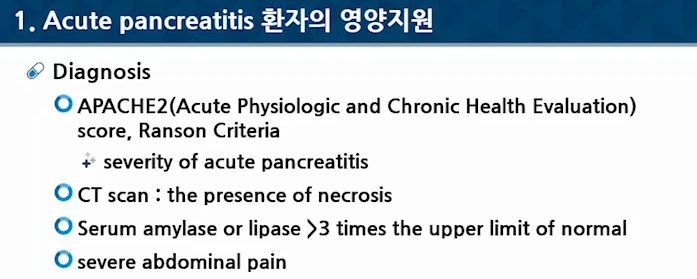 1. Acute pancreatitis 환자의 영양지원
Diagnosis
APACHE2(Acute Physiologic and Chronic Health Evaluation)
score, Ranson Criteria
severity of acute pancreatitis
CT scan : the presence of necrosis
Serum amylase or lipase >3 times the upper limit of normal
severe abdominal pain